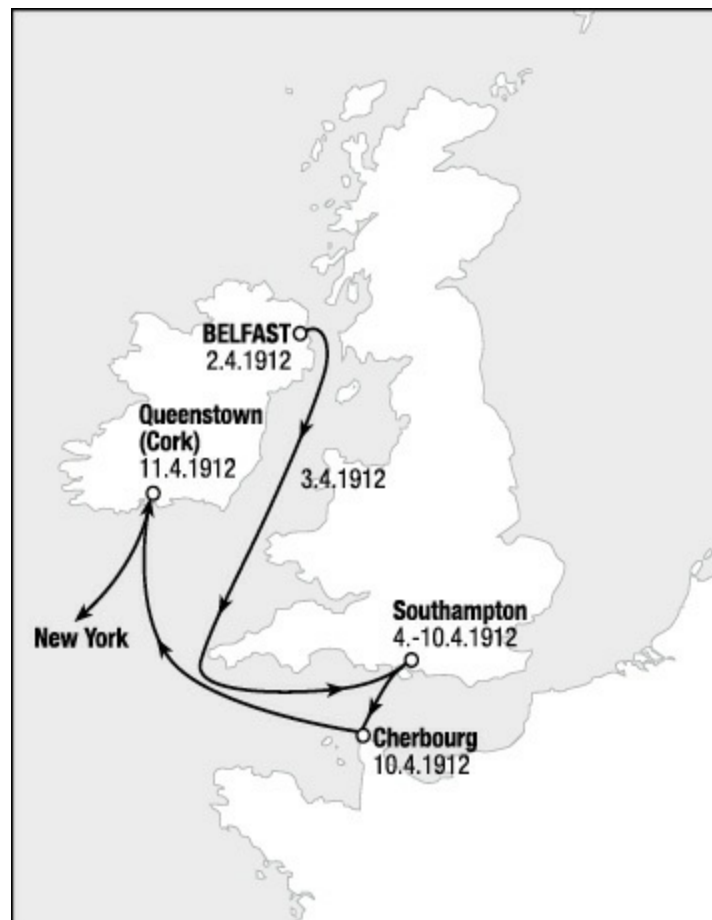 BELFAST
2.4.1912
Queenstown
(Cork)
11.4.1912
3.4.1912
New York
Southampton
4.-10.4.1912
Cherbourg
10.4.1912